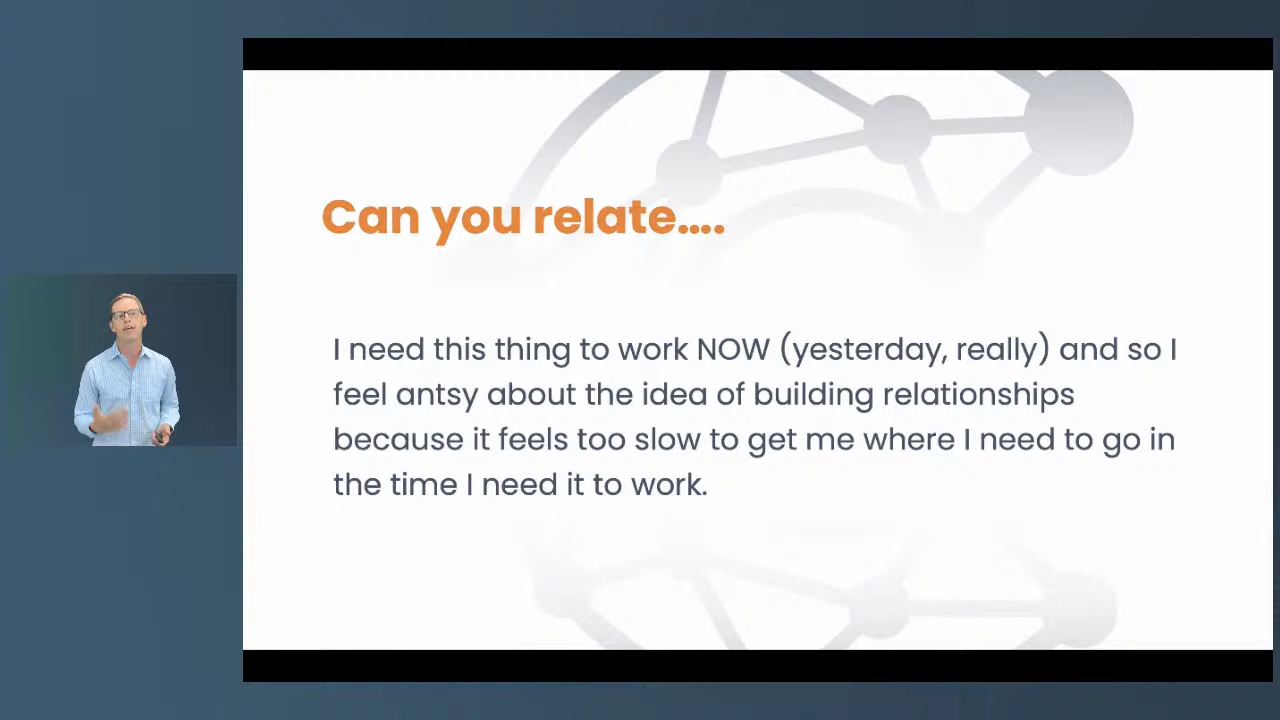 Can you relate....
I need this thing to work NOW (yesterday, really) and so I
feel antsy about the idea of building relationships
because it feels too slow to get me where I need to go in
the time I need it to work.